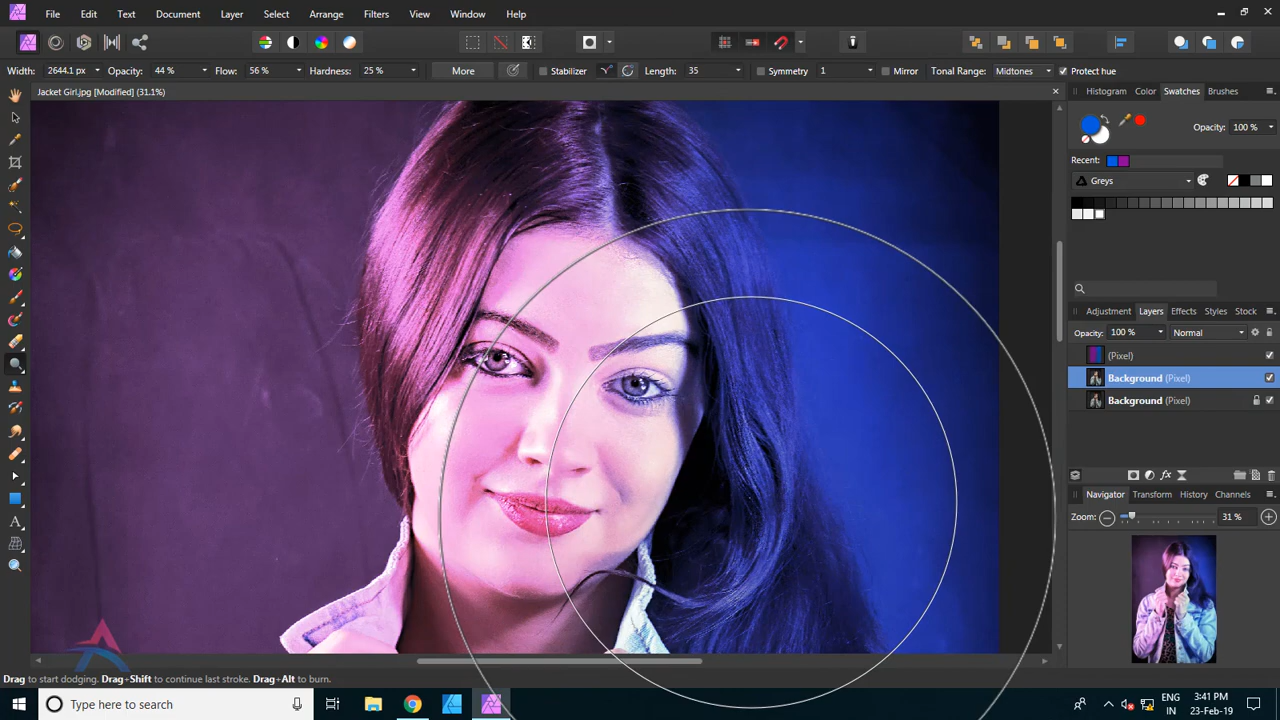 File Edit Text Document Layer Select Arrange Filters View Window Help
Width: 2644.1 p Opacity: 44 % Flow: 56 % Hardness: 25 % More Stabilizer Length: 35 Symmetry 1 Mirror Tonal Range: Midtones Protect hue
Jacket Girl.jpg [Modified] (31.1%)
Histogram Color Swatches Brushes
Opacity: 100 %
Recent:
Greys
Adjustment Layers Effects Styles Stock
Opacity: 100 % Normal
(Pixel)
Background (Pixel)
Background (Pixel)
Navigator Transform History Channels
Zoom: 31 %
Drag to start dodging. Drag+Shift to continue last stroke. Drag+Alt to burn.
Type here to search
ENG
IN
3:41 PM
23-Feb-19